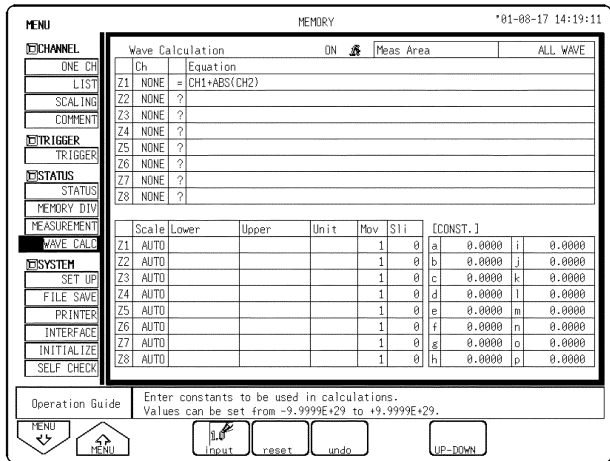 MENU MEMORY '01-08-17 14:19:11
CHANNEL
ONE CH
LIST
SCALING
COMMENT
TRIGGER
TRIGGER
STATUS
STATUS
MEMORY DIV
MEASUREMENT
WAVE CALC
SYSTEM
SET UP
FILE SAVE
PRINTER
INTERFACE
INITIALIZE
SELF CHECK
Wave Calculation ON Meas Area ALL WAVE
Ch Equation
Z1 NONE = CH1+ABS(CH2)
Z2 NONE ?
Z3 NONE ?
Z4 NONE ?
Z5 NONE ?
Z6 NONE ?
Z7 NONE ?
Z8 NONE ?
Scale Lower Upper Unit Mov Sli [CONST.]
Z1 AUTO 1 0 a 0.0000 i 0.0000
Z2 AUTO 1 0 b 0.0000 j 0.0000
Z3 AUTO 1 0 c 0.0000 k 0.0000
Z4 AUTO 1 0 d 0.0000 l 0.0000
Z5 AUTO 1 0 e 0.0000 m 0.0000
Z6 AUTO 1 0 f 0.0000 n 0.0000
Z7 AUTO 1 0 g 0.0000 o 0.0000
Z8 AUTO 1 0 h 0.0000 p 0.0000
Operation Guide
Enter constants to be used in calculations.
Values can be set from -9.9999E+29 to +9.9999E+29.
MENU MENU 1.0 input reset undo UP-DOWN